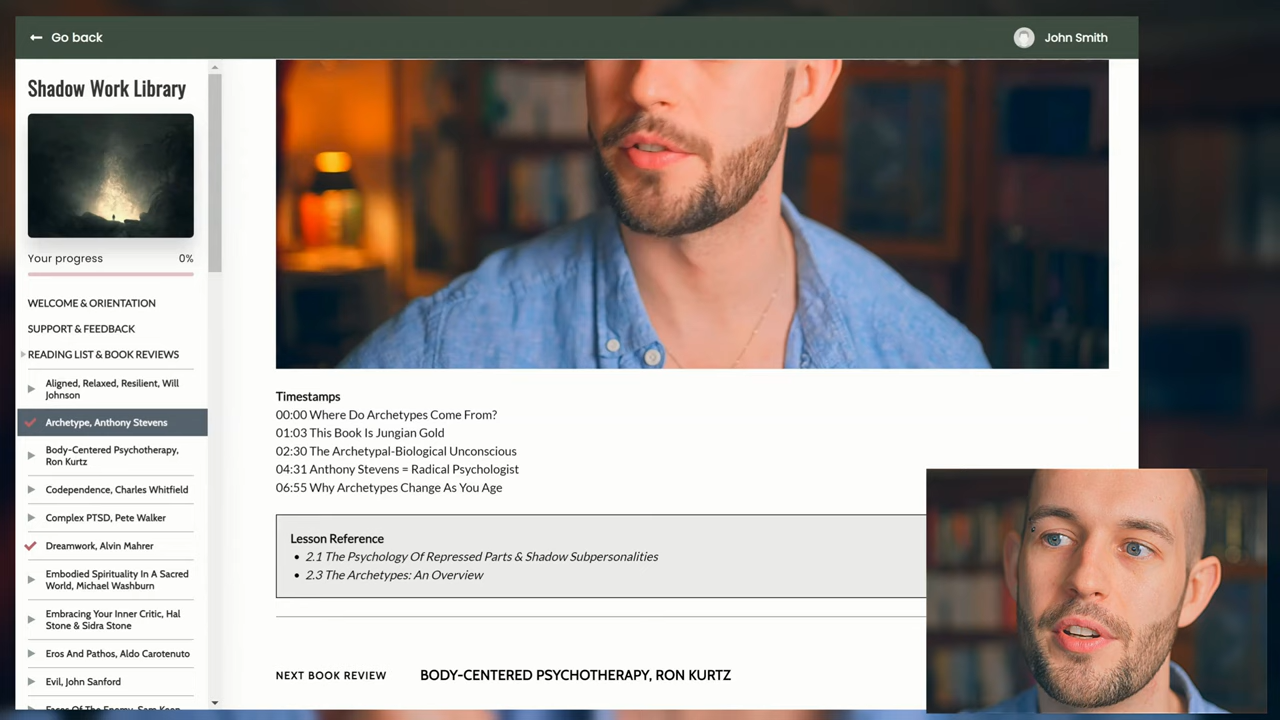 Go back
John Smith
Shadow Work Library
Your progress 0%
WELCOME & ORIENTATION
SUPPORT & FEEDBACK
READING LIST & BOOK REVIEWS
Aligned, Relaxed, Resilient, Will
Johnson
Archetype, Anthony Stevens
Body-Centered Psychotherapy,
Ron Kurtz
Codependence, Charles Whitfield
Complex PTSD, Pete Walker
Dreamwork, Alvin Mahrer
Embodied Spirituality In A Sacred
World, Michael Washburn
Embracing Your Inner Critic, Hal
Stone & Sidra Stone
Eros And Pathos, Aldo Carotenuto
Evil, John Sanford
Faces Of The Enemy, Sam Keen
Timestamps
00:00 Where Do Archetypes Come From?
01:03 This Book Is Jungian Gold
02:30 The Archetypal-Biological Unconscious
04:31 Anthony Stevens = Radical Psychologist
06:55 Why Archetypes Change As You Age
Lesson Reference
• 2.1 The Psychology Of Repressed Parts & Shadow Subpersonalities
• 2.3 The Archetypes: An Overview
NEXT BOOK REVIEW BODY-CENTERED PSYCHOTHERAPY, RON KURTZ